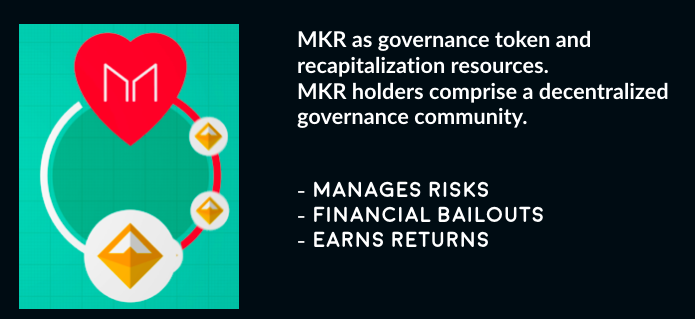 MKR as governance token and
recapitalization resources.
MKR holders comprise a decentralized
governance community.
- MANAGES RISKS
- FINANCIAL BAILOUTS
- EARNS RETURNS